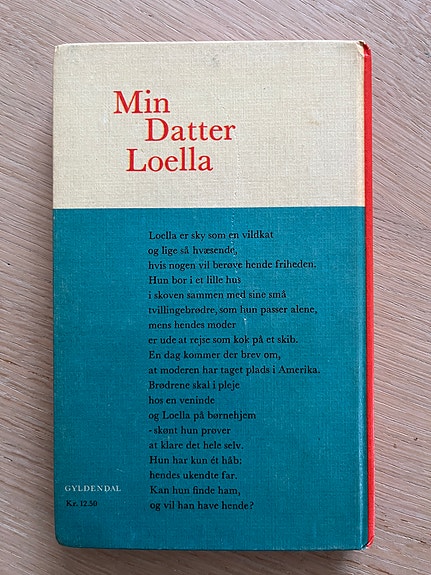 Min
Datter
Loella
Loella er sky som en vildkat
og lige så hvæsende,
hvis nogen vil berøve hende friheden.
Hun bor i et lille hus
i skoven sammen med sine små
tvillingebrødre, som hun passer alene,
mens hendes moder
er ude at rejse som kok på et skib.
En dag kommer der brev om,
at moderen har taget plads i Amerika.
Brødrene skal i pleje
hos en veninde
og Loella på børnehjem
- skønt hun prøver
at klare det hele selv.
Hun har kun ét håb:
hendes ukendte far.
Kan hun finde ham,
og vil han have hende?
GYLDENDAL
Kr. 12.50